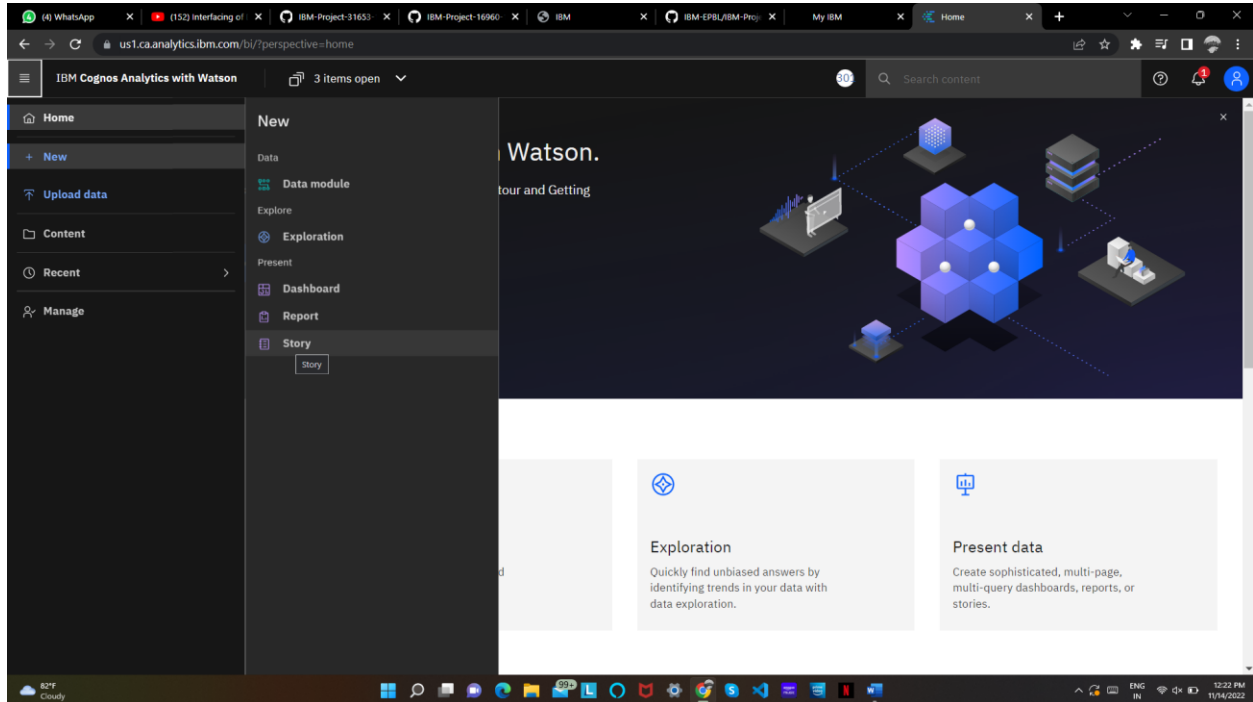 (4) WhatsApp
(152) Interfacing of
IBM-Project-31653-
IBM-Project-16960-
IBM
IBM-EPBL/IBM-Proj
My IBM
Home
us1.ca.analytics.ibm.com/bi/?perspective=home
IBM Cognos Analytics with Watson
3 items open
301
Search content
1
Home
New
Upload data
Content
Recent
Manage
New
Data
Data module
Explore
Exploration
Present
Dashboard
Report
Story
Story
Watson.
tour and Getting
d
Exploration
Quickly find unbiased answers by
identifying trends in your data with
data exploration.
Present data
Create sophisticated, multi-page,
multi-query dashboards, reports, or
stories.
82°F
Cloudy
99+
ENG
IN
12:22 PM
11/14/2022